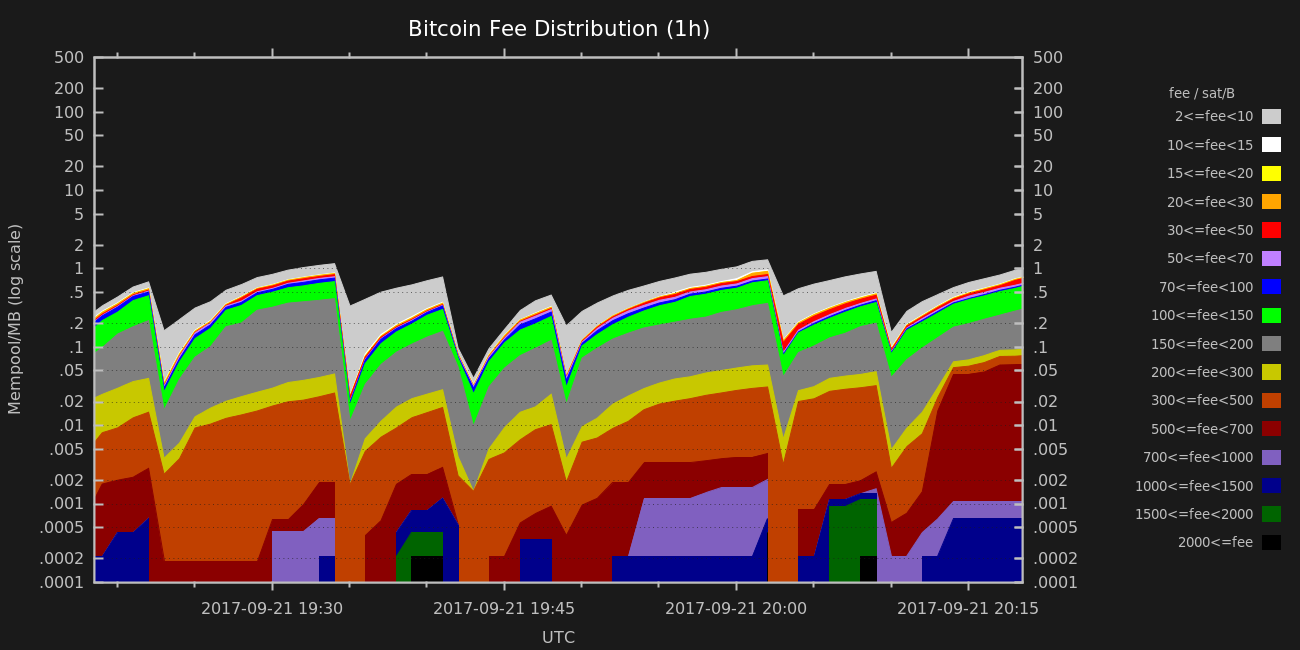 Bitcoin Fee Distribution (1h)
500
200
100
50
20
10
5
2
1
.5
.2
.1
.05
.02
.01
.005
.002
.001
.0005
.0002
.0001
Mempool/MB (log scale)
500
200
100
50
20
10
5
2
1
.5
.2
.1
.05
.02
.01
.005
.002
.001
.0005
.0002
.0001
2017-09-21 19:30
2017-09-21 19:45
2017-09-21 20:00
2017-09-21 20:15
UTC
fee / sat/B
2<=fee<10
10<=fee<15
15<=fee<20
20<=fee<30
30<=fee<50
50<=fee<70
70<=fee<100
100<=fee<150
150<=fee<200
200<=fee<300
300<=fee<500
500<=fee<700
700<=fee<1000
1000<=fee<1500
1500<=fee<2000
2000<=fee